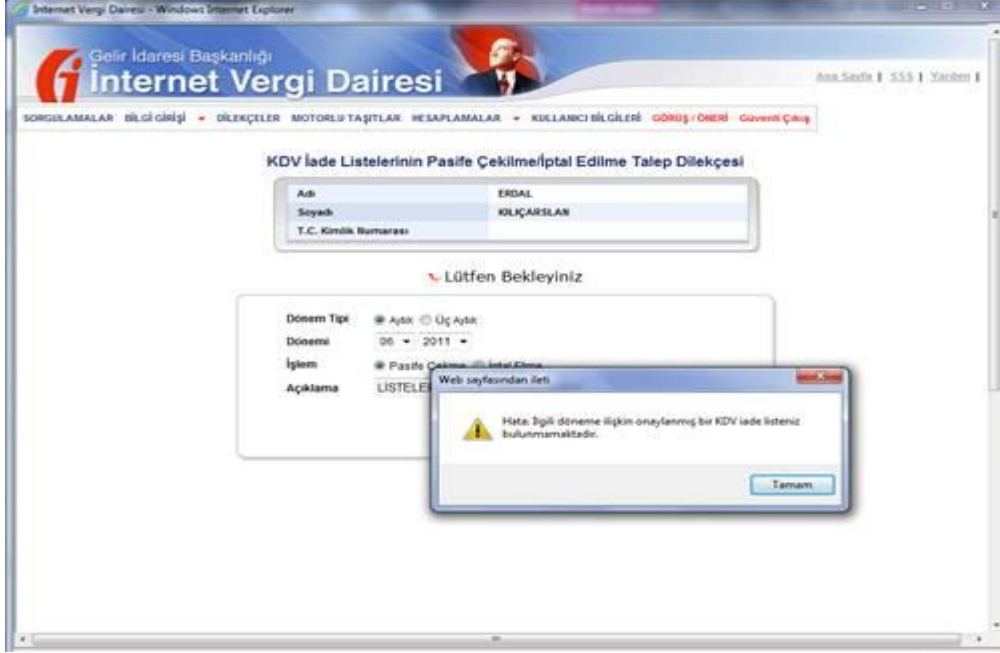 Internet Vergi Dairesi - Windows Internet Explorer
Gelir İdaresi Başkanlığı
İnternet Vergi Dairesi
Ana Sayfa | SSS | Yardım |
SORGULAMALAR BİLGİ GİRİŞİ DİLEKÇELER MOTORLU TAŞITLAR HESAPLAMALAR KULLANICI BİLGİLERİ GÖRÜŞ / ÖNERİ Güvenli Çıkış
KDV İade Listelerinin Pasife Çekilme/İptal Edilme Talep Dilekçesi
Adı ERDAL
Soyadı KILIÇARSLAN
T.C. Kimlik Numarası
Lütfen Bekleyiniz
Dönem Tipi Aylık Üç Aylık
Dönemi 06 2011
İşlem Pasife Çekme İptal Etme
Açıklama LİSTELE
Web sayfasından ileti
Hata: İlgili döneme ilişkin onaylanmış bir KDV iade listeniz
bulunmamaktadır.
Tamam